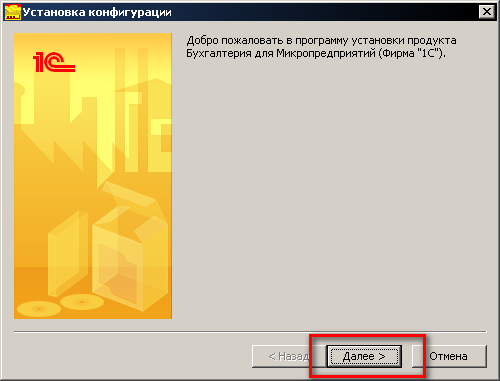 Установка конфигурации
1С
Добро пожаловать в программу установки продукта
Бухгалтерия для Микропредприятий (Фирма "1С").
< Назад
Далее >
Отмена